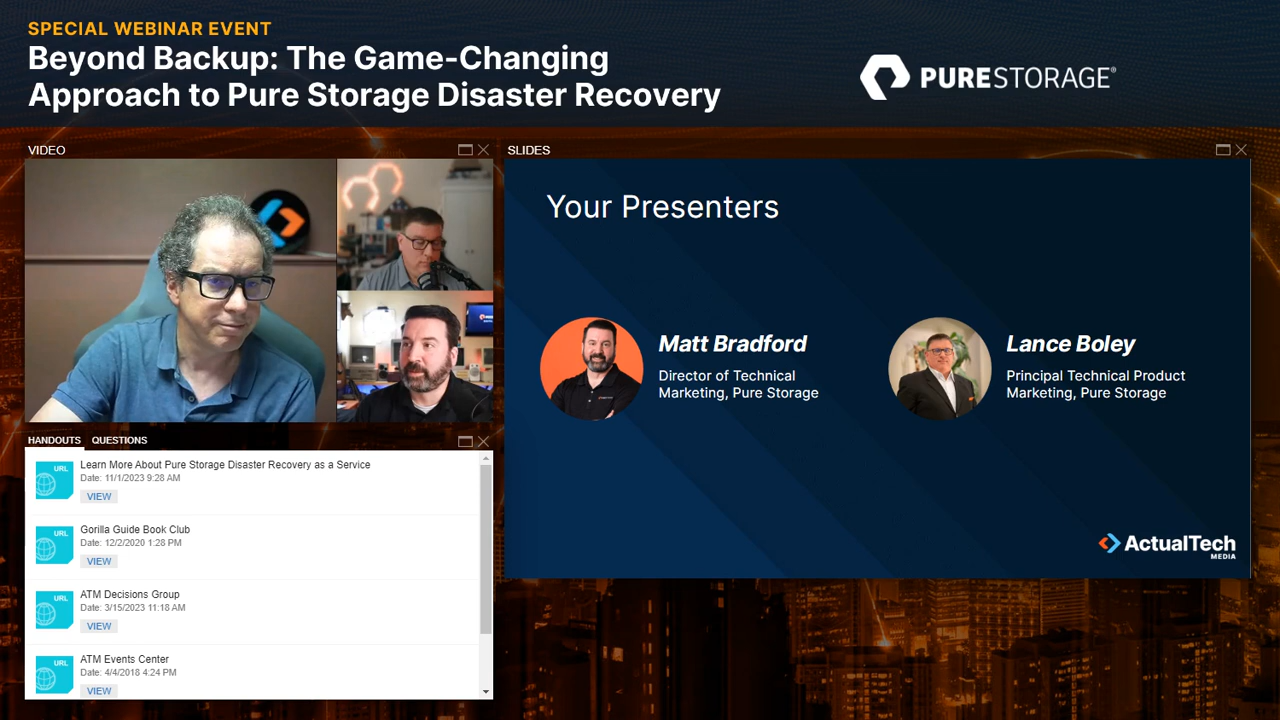 SPECIAL WEBINAR EVENT
Beyond Backup: The Game-Changing
Approach to Pure Storage Disaster Recovery
PURESTORAGE®
VIDEO
SLIDES
Your Presenters
Matt Bradford
Director of Technical
Marketing, Pure Storage
Lance Boley
Principal Technical Product
Marketing, Pure Storage
ActualTech
MEDIA
HANDOUTS QUESTIONS
URL
Learn More About Pure Storage Disaster Recovery as a Service
Date: 11/1/2023 9:28 AM
VIEW
URL
Gorilla Guide Book Club
Date: 12/2/2020 1:28 PM
VIEW
URL
ATM Decisions Group
Date: 3/15/2023 11:18 AM
VIEW
URL
ATM Events Center
Date: 4/4/2018 4:24 PM
VIEW